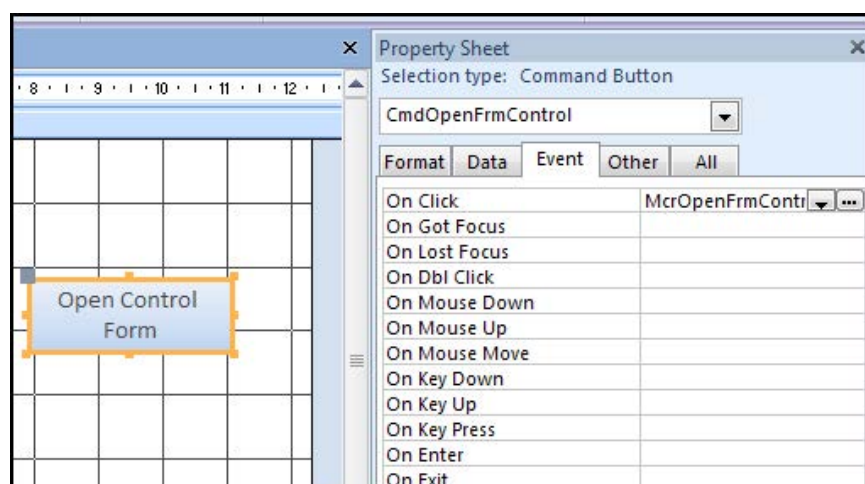 Property Sheet
Selection type: Command Button
8 9 10 11 12
CmdOpenFrmControl
Format Data Event Other All
On Click McrOpenFrmContr
On Got Focus
On Lost Focus
On Dbl Click
On Mouse Down
On Mouse Up
On Mouse Move
On Key Down
On Key Up
On Key Press
On Enter
On Exit
Open Control
Form